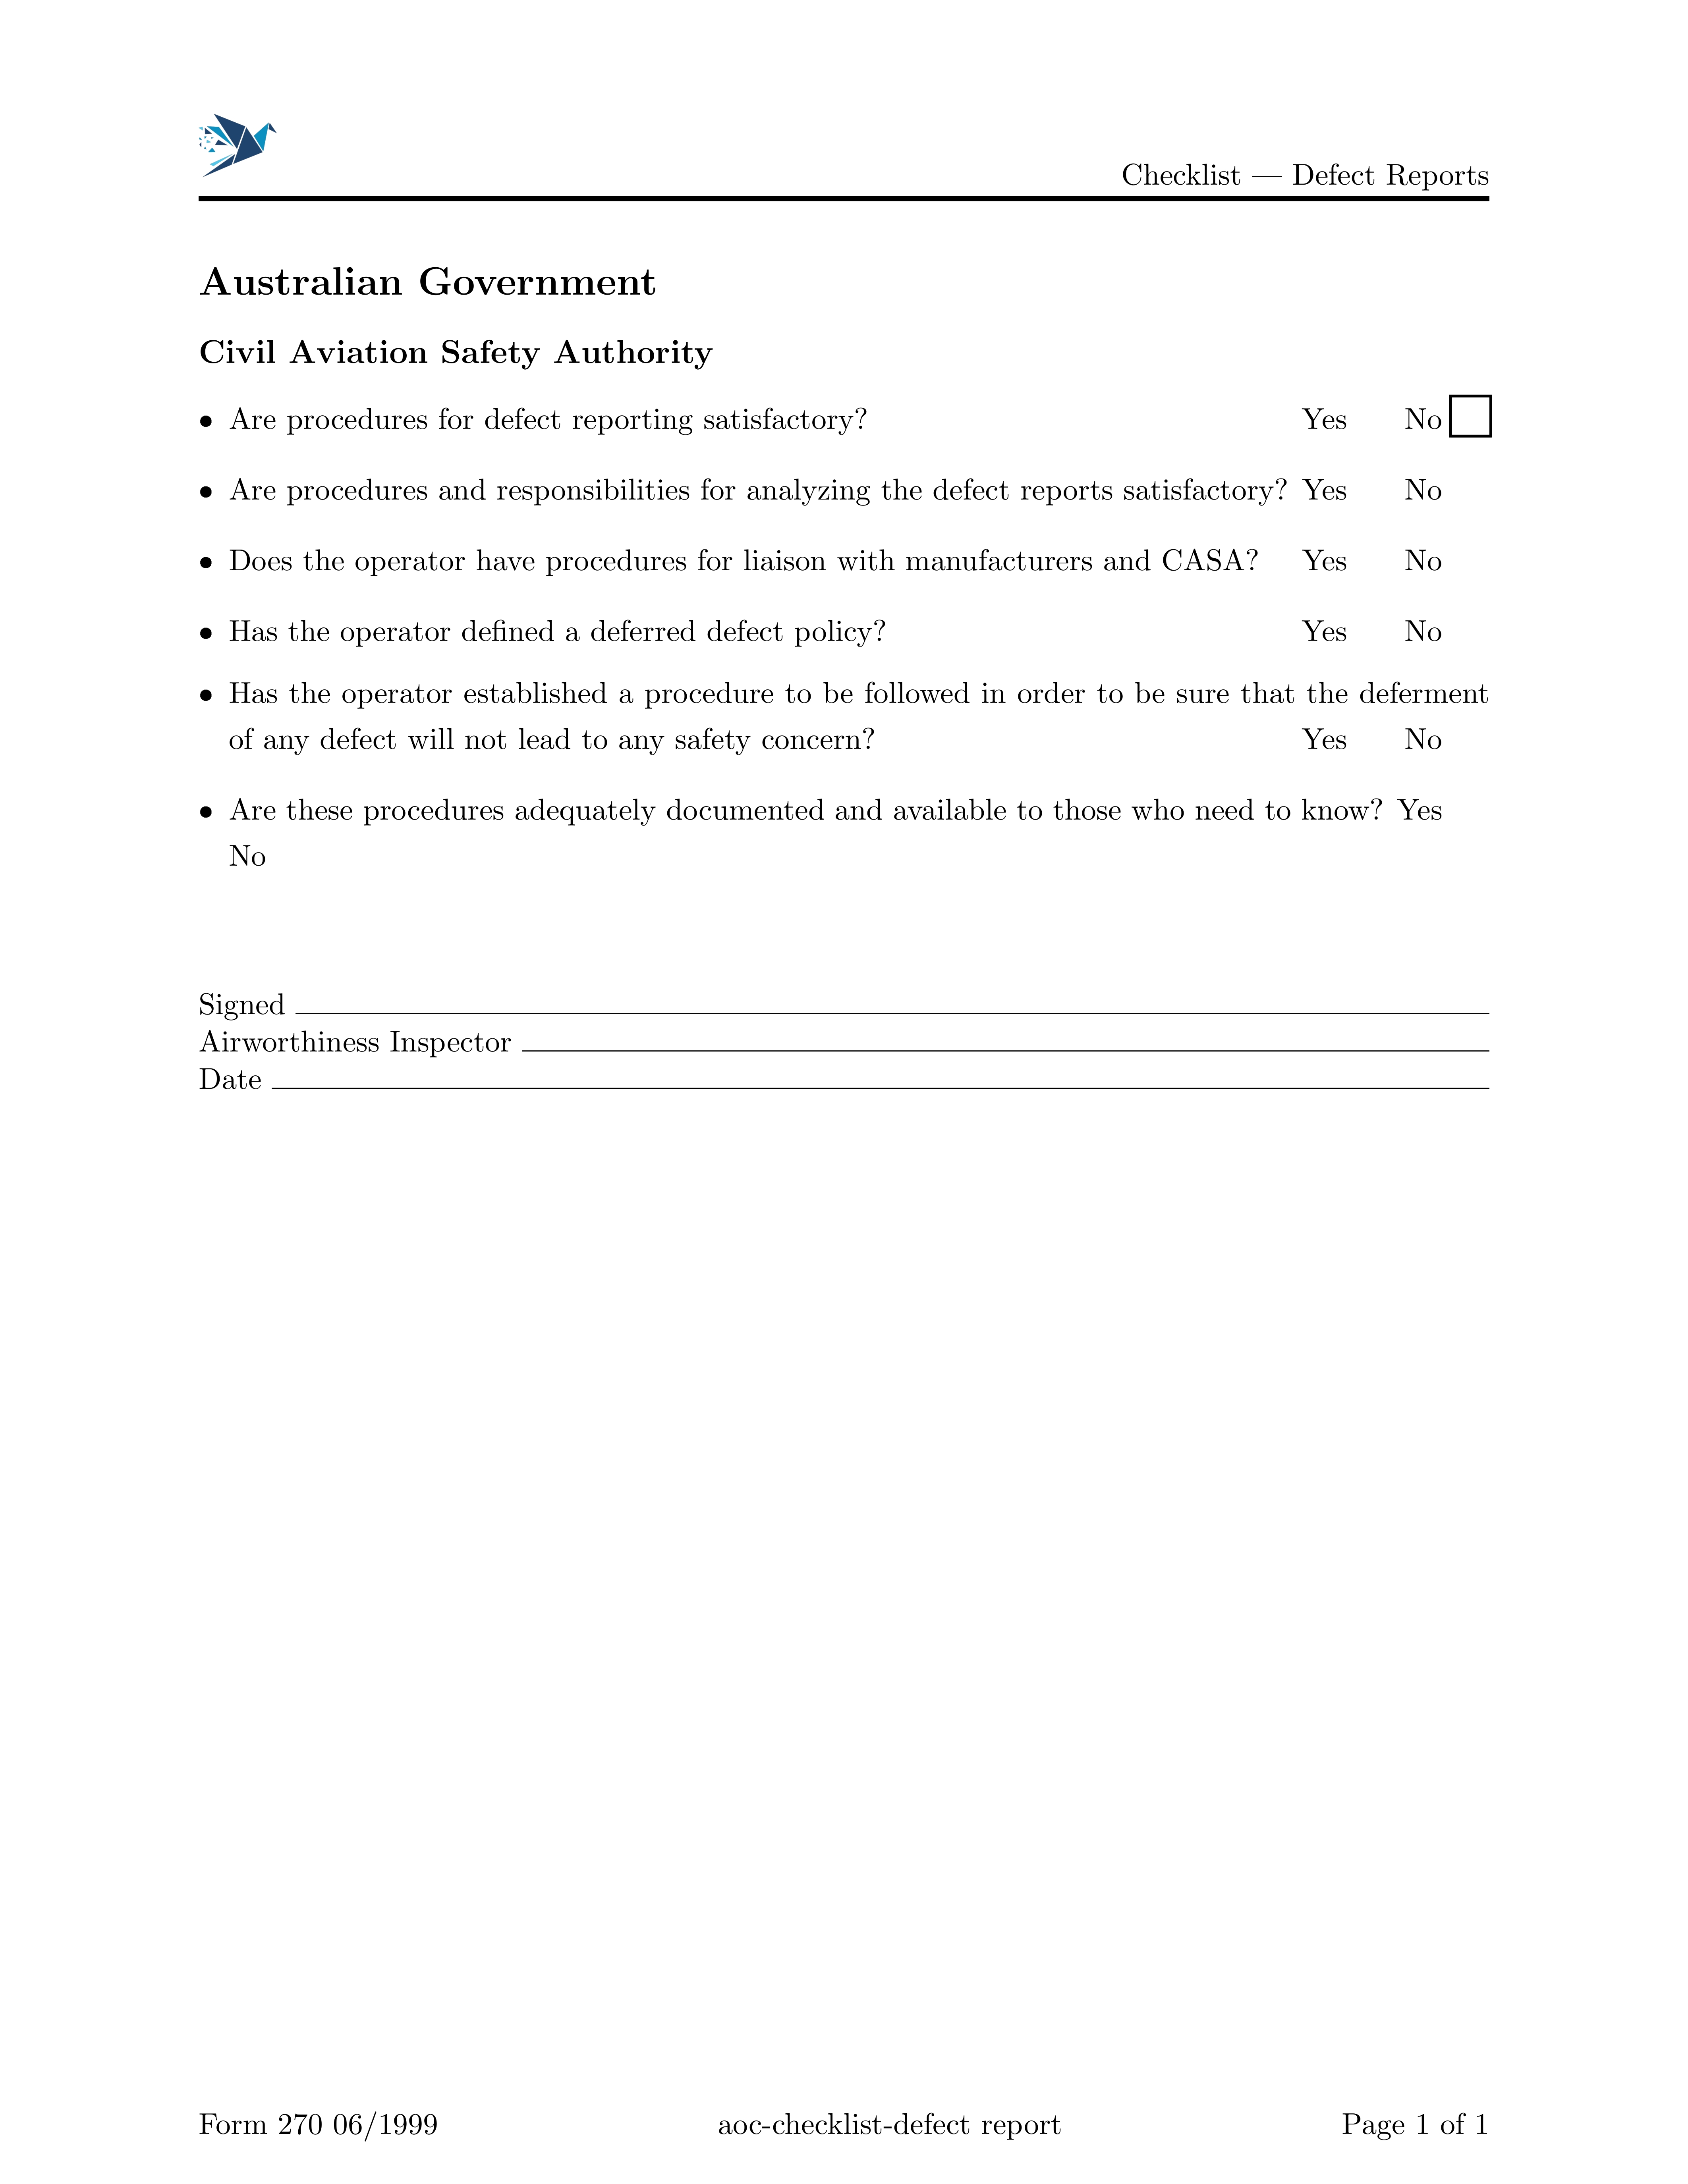 Checklist — Defect Reports
Australian Government
Civil Aviation Safety Authority
• Are procedures for defect reporting satisfactory? Yes No
• Are procedures and responsibilities for analyzing the defect reports satisfactory? Yes No
• Does the operator have procedures for liaison with manufacturers and CASA? Yes No
• Has the operator defined a deferred defect policy? Yes No
• Has the operator established a procedure to be followed in order to be sure that the deferment
of any defect will not lead to any safety concern? Yes No
• Are these procedures adequately documented and available to those who need to know? Yes
No
Signed
Airworthiness Inspector
Date
Form 270 06/1999 aoc-checklist-defect report Page 1 of 1